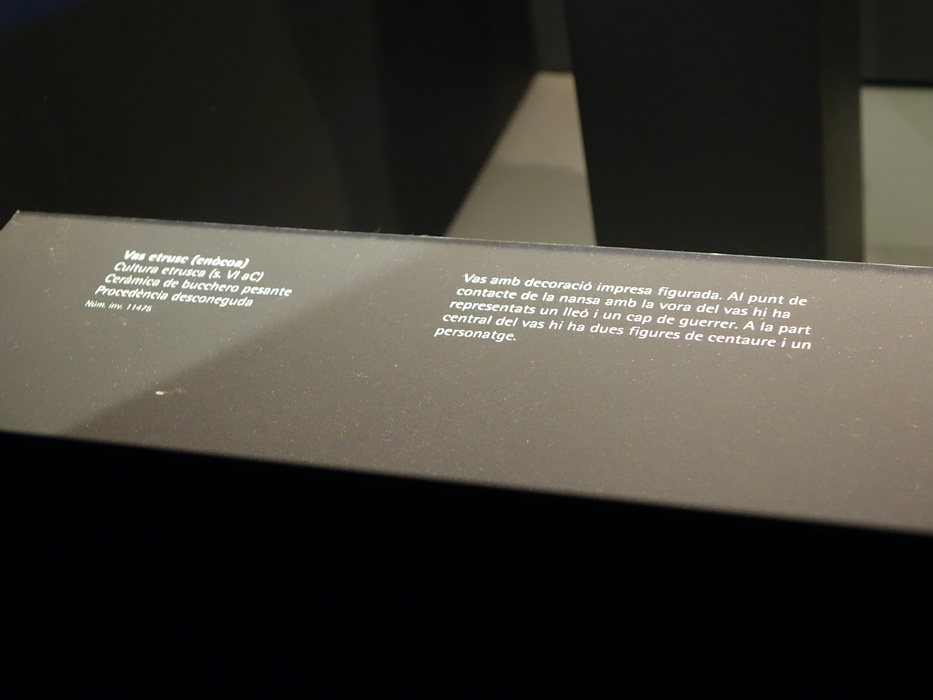 Vas etrusc (enòcoa)
Cultura etrusca (s. VI aC)
Ceràmica de bucchero pesante
Procedència desconeguda
Núm. inv. 11476
Vas amb decoració impresa figurada. Al punt de
contacte de la nansa amb la vora del vas hi ha
representats un lleó i un cap de guerrer. A la part
central del vas hi ha dues figures de centaure i un
personatge.